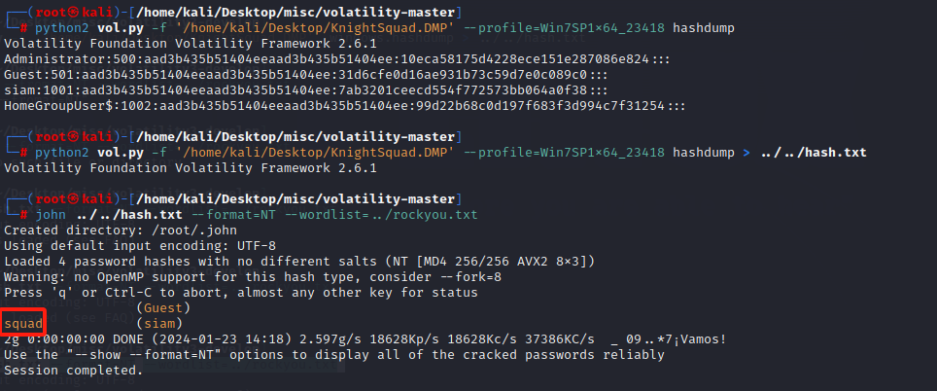 ┌──(root㉿kali)-[/home/kali/Desktop/misc/volatility-master]
└─# python2 vol.py -f '/home/kali/Desktop/KnightSquad.DMP' --profile=Win7SP1×64_23418 hashdump
Volatility Foundation Volatility Framework 2.6.1
Administrator:500:aad3b435b51404eeaad3b435b51404ee:10eca58175d4228ece151e287086e824:::
Guest:501:aad3b435b51404eeaad3b435b51404ee:31d6cfe0d16ae931b73c59d7e0c089c0:::
siam:1001:aad3b435b51404eeaad3b435b51404ee:7ab3201ceecd554f772573bb064a0f38:::
HomeGroupUser$:1002:aad3b435b51404eeaad3b435b51404ee:99d22b68c0d197f683f3d994c7f31254:::
┌──(root㉿kali)-[/home/kali/Desktop/misc/volatility-master]
└─# python2 vol.py -f '/home/kali/Desktop/KnightSquad.DMP' --profile=Win7SP1×64_23418 hashdump > ../../hash.txt
Volatility Foundation Volatility Framework 2.6.1
┌──(root㉿kali)-[/home/kali/Desktop/misc/volatility-master]
└─# john ../../hash.txt --format=NT --wordlist=../rockyou.txt
Created directory: /root/.john
Using default input encoding: UTF-8
Loaded 4 password hashes with no different salts (NT [MD4 256/256 AVX2 8×3])
Warning: no OpenMP support for this hash type, consider --fork=8
Press 'q' or Ctrl-C to abort, almost any other key for status
(Guest)
squad (siam)
2g 0:00:00:00 DONE (2024-01-23 14:18) 2.597g/s 18628Kp/s 18628Kc/s 37386KC/s _ 09..*7¡Vamos!
Use the "--show --format=NT" options to display all of the cracked passwords reliably
Session completed.